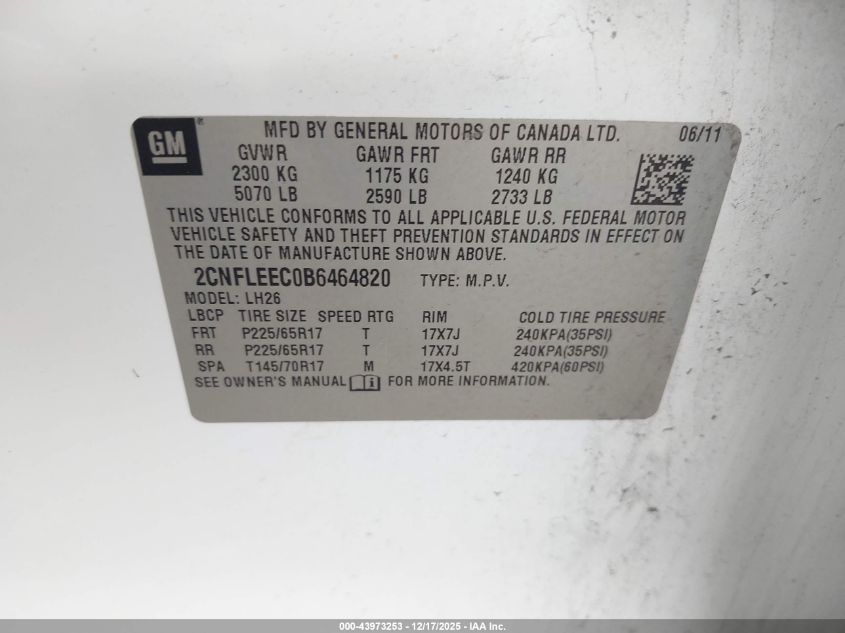 GM ® MFD BY GENERAL MOTORS OF CANADA LTD. 06/11
GVWR GAWR FRT GAWR RR
2300 KG 1175 KG 1240 KG
5070 LB 2590 LB 2733 LB
THIS VEHICLE CONFORMS TO ALL APPLICABLE U.S. FEDERAL MOTOR
VEHICLE SAFETY AND THEFT PREVENTION STANDARDS IN EFFECT ON
THE DATE OF MANUFACTURE SHOWN ABOVE.
2CNFLEEC0B6464820 TYPE: M.P.V.
MODEL: LH26
LBCP TIRE SIZE SPEED RTG RIM COLD TIRE PRESSURE
FRT P225/65R17 T 17X7J 240KPA(35PSI)
RR P225/65R17 T 17X7J 240KPA(35PSI)
SPA T145/70R17 M 17X4.5T 420KPA(60PSI)
SEE OWNER'S MANUAL FOR MORE INFORMATION.
000-43973253 - 12/17/2025 - IAA Inc.